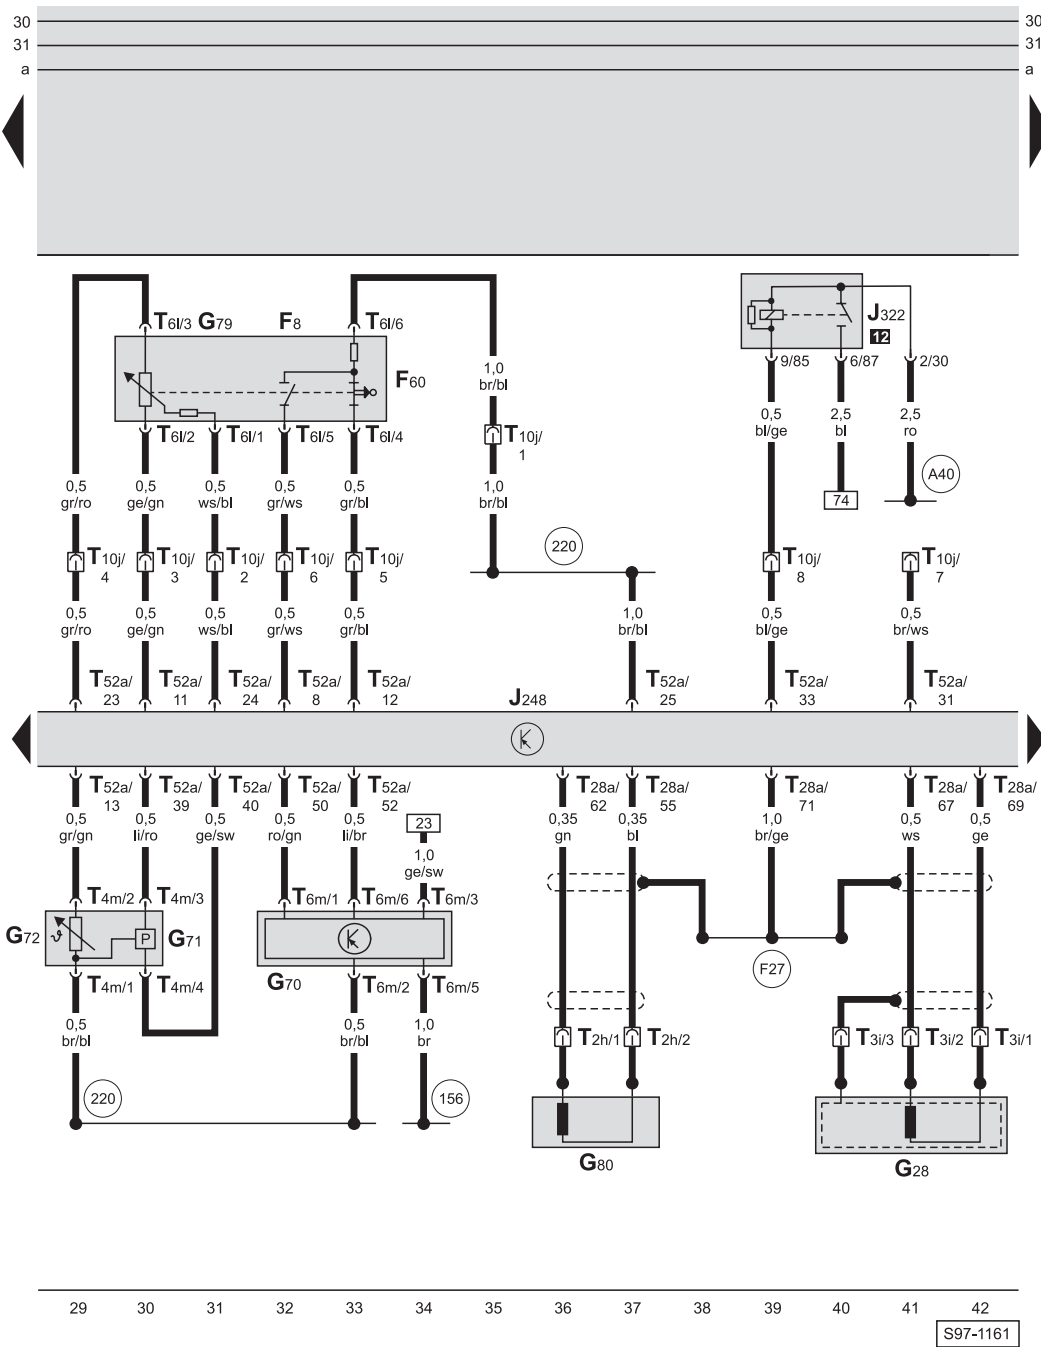 30 30
31 31
a a
T6l/3 G79 F8 T6l/6
J322
12
9/85 6/87 2/30
F60
1,0
br/bl
T6l/2 T6l/1 T6l/5 T6l/4
T10j/
1
0,5 2,5 2,5
bl/ge bl ro
A40
74
0,5 0,5 0,5 0,5 0,5 1,0
gr/ro ge/gn ws/bl gr/ws gr/bl br/bl
220
T10j/ T10j/ T10j/ T10j/ T10j/ T10j/ T10j/
4 3 2 6 5 8 7
0,5 0,5 0,5 0,5 0,5 1,0 0,5 0,5
gr/ro ge/gn ws/bl gr/ws gr/bl br/bl bl/ge br/ws
T52a/ T52a/ T52a/ T52a/ T52a/ J248 T52a/ T52a/ T52a/
23 11 24 8 12 25 33 31
T52a/ T52a/ T52a/ T52a/ T52a/ T28a/ T28a/ T28a/ T28a/ T28a/
13 39 40 50 52 62 55 71 67 69
0,5 0,5 0,5 0,5 0,5 23 0,35 0,35 1,0 0,5 0,5
gr/gn li/ro ge/sw ro/gn li/br gn bl br/ge ws ge
1,0
ge/sw
T4m/2 T4m/3 T6m/1 T6m/6 T6m/3
G72 ϑ P G71
F27
T4m/1 T4m/4 G70 T6m/2 T6m/5
0,5 0,5 1,0
br/bl br/bl br
T2h/1 T2h/2 T3i/3 T3i/2 T3i/1
220 156
G80 G28
29 30 31 32 33 34 35 36 37 38 39 40 41 42
S97-1161